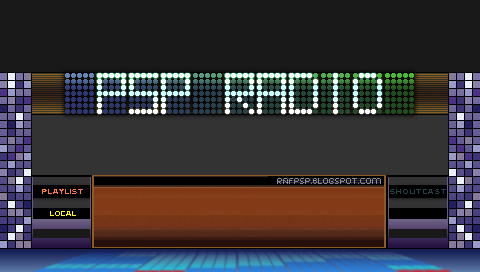 PSP RADIO
RAFPSP.BLOGSPOT.COM
PLAYLIST
SHOUTCAST
LOCAL